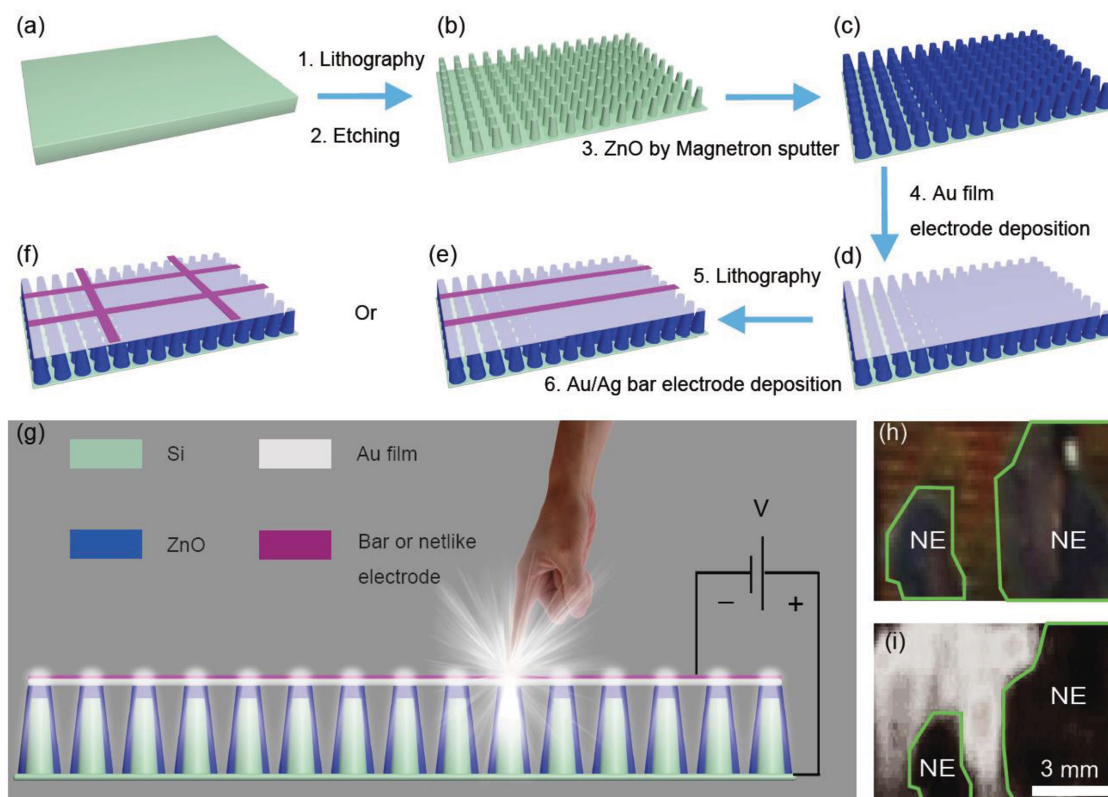 (a)
1. Lithography
2. Etching
(b)
3. ZnO by Magnetron sputter
(c)
4. Au film
electrode deposition
(f)
Or
(e)
5. Lithography
6. Au/Ag bar electrode deposition
(d)
(g)
Si
Au film
ZnO
Bar or netlike
electrode
V
− +
(h)
NE
NE
(i)
NE
NE
3 mm